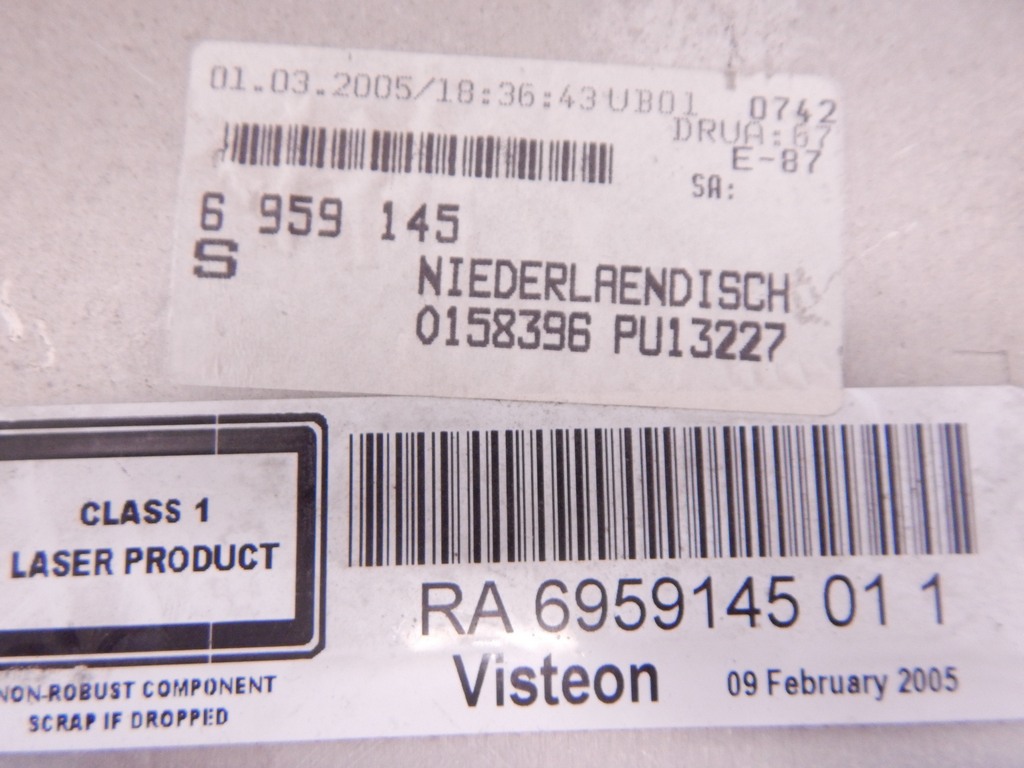 01.03.2005/18:36:43 UB01 0742
DRUA:67
E-87
SA:
6 959 145
S
NIEDERLAENDISCH
0158396 PU13227
CLASS 1
LASER PRODUCT
NON-ROBUST COMPONENT
SCRAP IF DROPPED
RA 6959145 01 1
Visteon 09 February 2005